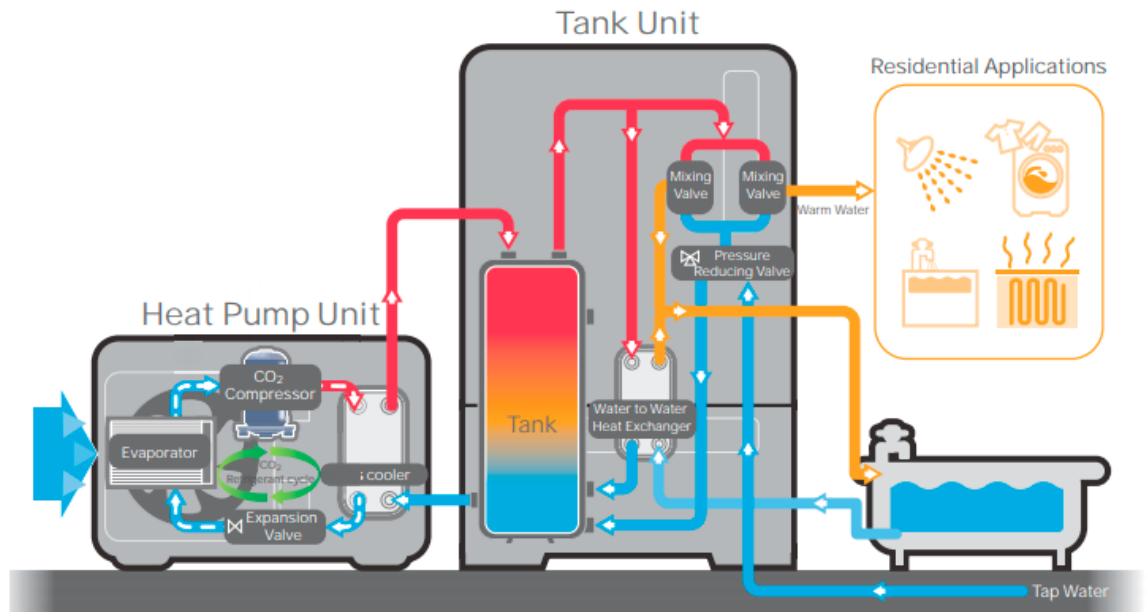 Tank Unit
Residential Applications
Mixing
Valve
Mixing
Valve
Warm Water
Pressure
Reducing Valve
Heat Pump Unit
CO₂
Compressor
Evaporator
CO₂
Refrigerant cycle
cooler
Expansion
Valve
Tank
Water to Water
Heat Exchanger
Tap Water